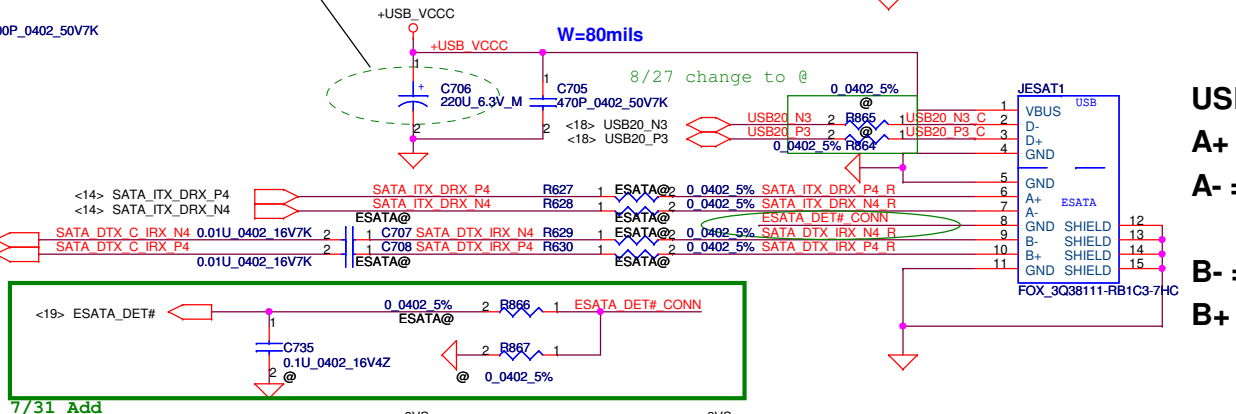 +USB_VCCC
00P_0402_50V7K
+USB_VCCC
W=80mils
1
+
C706
220U_6.3V_M
2
1
C705
470P_0402_50V7K
2
8/27 change to @
0_0402_5%
@
<18> USB20_N3
USB20_N3 2 R865 1 USB20_N3_C
<18> USB20_P3
USB20_P3 2 @ 1 USB20_P3_C
0_0402_5% R864
JESAT1
USB
1 VBUS
2 D-
3 D+
4 GND
5 GND
6 A+
ESATA
7 A-
8 GND SHIELD 12
9 B- SHIELD 13
10 B+ SHIELD 14
11 GND SHIELD 15
FOX_3Q38111-RB1C3-7HC
<14> SATA_ITX_DRX_P4
SATA_ITX_DRX_P4 R627 1 ESATA@ 2 0_0402_5% SATA_ITX_DRX_P4_R
<14> SATA_ITX_DRX_N4
SATA_ITX_DRX_N4 R628 1 2 0_0402_5% SATA_ITX_DRX_N4_R
ESATA@
ESATA_DET#_CONN
SATA_DTX_C_IRX_N4 0.01U_0402_16V7K 2 1 C707 SATA_DTX_IRX_N4 R629 1 ESATA@ 2 0_0402_5% SATA_DTX_IRX_N4_R
SATA_DTX_C_IRX_P4 2 1 C708 SATA_DTX_IRX_P4 R630 1 2 0_0402_5% SATA_DTX_IRX_P4_R
0.01U_0402_16V7K ESATA@ ESATA@
<19> ESATA_DET#
0_0402_5% 2 R866 1 ESATA_DET#_CONN
ESATA@
1
C735
0.1U_0402_16V4Z
2 @
2 R867 1
@ 0_0402_5%
7/31 Add
A+
A- =
B- =
B+